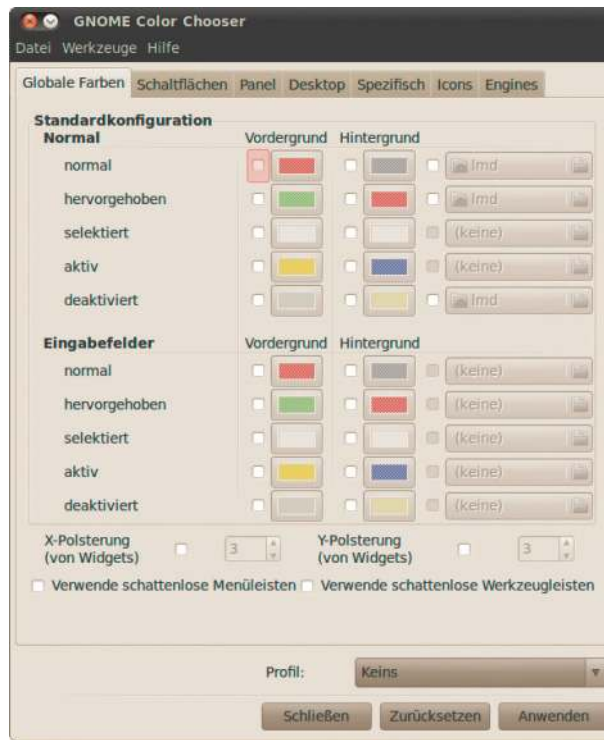 GNOME Color Chooser
Datei Werkzeuge Hilfe
Globale Farben Schaltflächen Panel Desktop Spezifisch Icons Engines
Standardkonfiguration
Normal Vordergrund Hintergrund
normal lmd
hervorgehoben lmd
selektiert (keine)
aktiv (keine)
deaktiviert lmd
Eingabefelder Vordergrund Hintergrund
normal (keine)
hervorgehoben (keine)
selektiert (keine)
aktiv (keine)
deaktiviert (keine)
X-Polsterung
(von Widgets) 3
Y-Polsterung
(von Widgets) 3
Verwende schattenlose Menüleisten Verwende schattenlose Werkzeugleisten
Profil: Keins
Schließen Zurücksetzen Anwenden